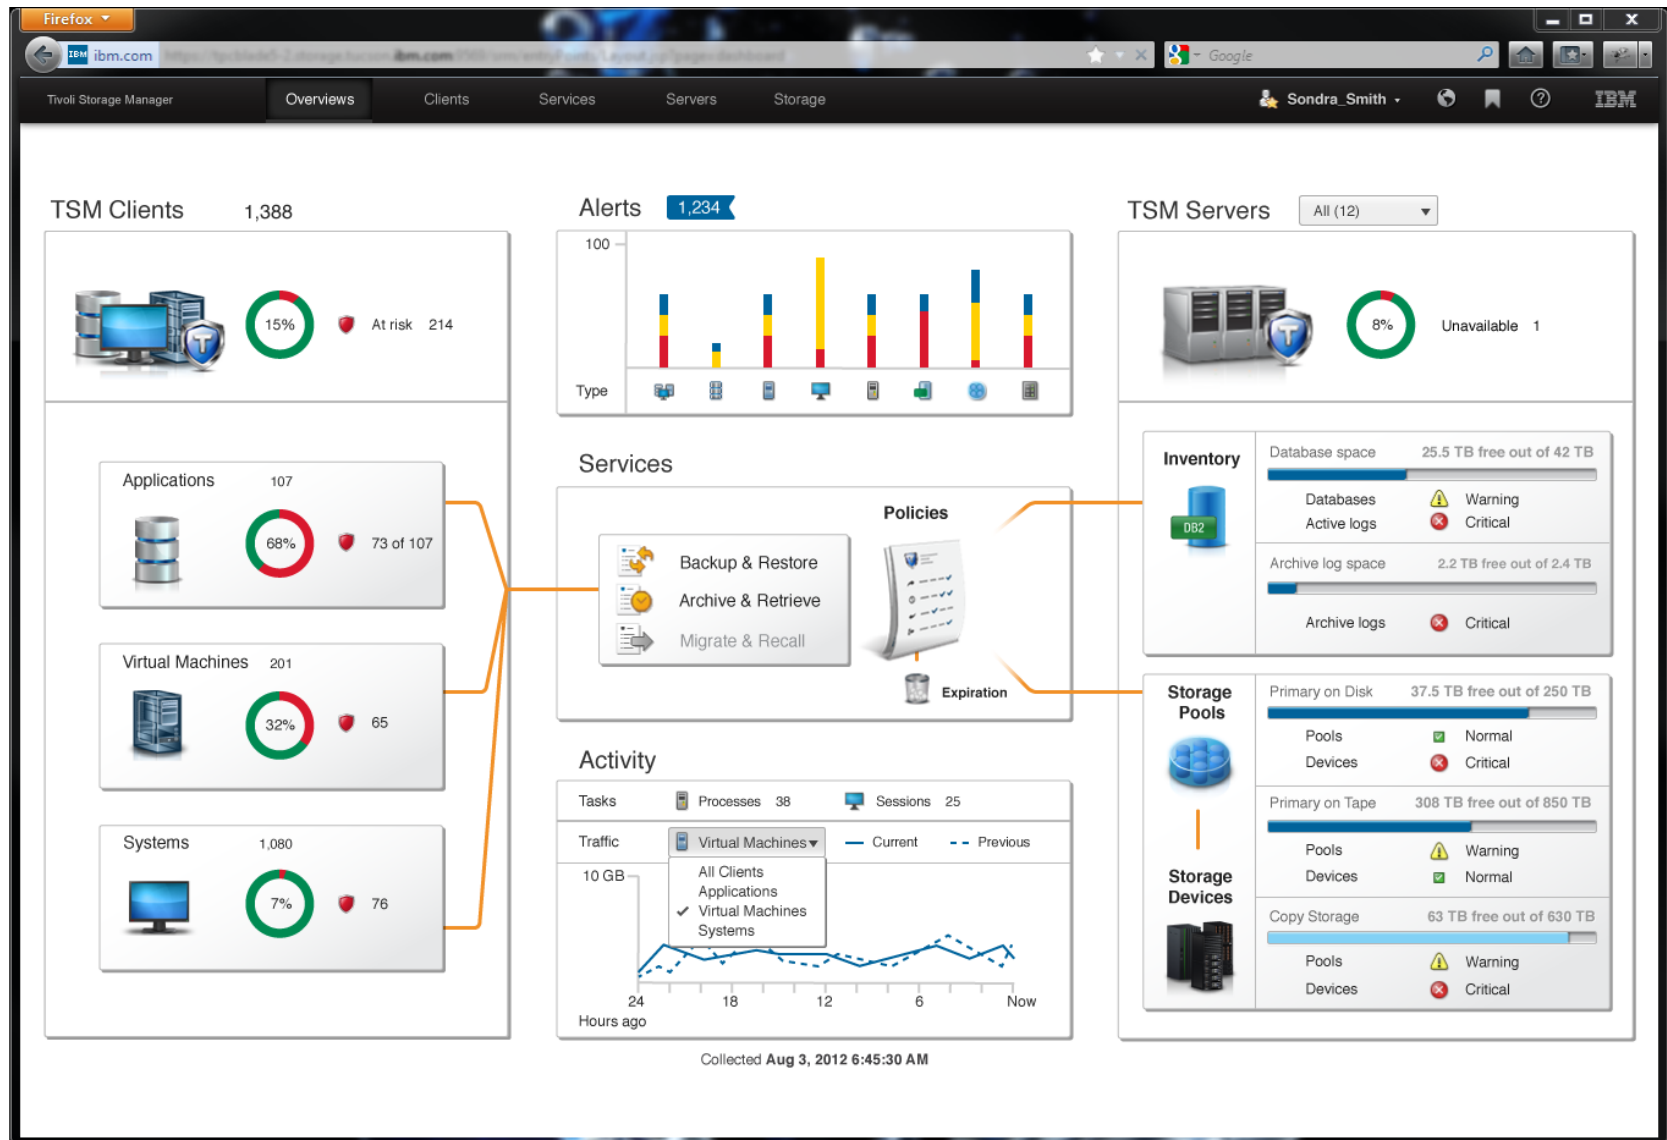 Firefox
IBM ibm.com
ibm.com
Google
Tivoli Storage Manager Overviews Clients Services Servers Storage Sondra_Smith IBM
TSM Clients 1,388
15% At risk 214
Applications 107
68% 73 of 107
Virtual Machines 201
32% 65
Systems 1,080
7% 76
Alerts 1,234
100
Type
Services
Policies
Backup & Restore
Archive & Retrieve
Migrate & Recall
Expiration
Activity
Tasks Processes 38 Sessions 25
Traffic Virtual Machines Current Previous
All Clients
Applications
Virtual Machines
Systems
10 GB
24 18 12 6 Now
Hours ago
Collected Aug 3, 2012 6:45:30 AM
TSM Servers All (12)
8% Unavailable 1
Inventory
DB2
Database space 25.5 TB free out of 42 TB
Databases Warning
Active logs Critical
Archive log space 2.2 TB free out of 2.4 TB
Archive logs Critical
Storage
Pools
Primary on Disk 37.5 TB free out of 250 TB
Pools Normal
Devices Critical
Primary on Tape 308 TB free out of 850 TB
Pools Warning
Devices Normal
Storage
Devices
Copy Storage 63 TB free out of 630 TB
Pools Warning
Devices Critical